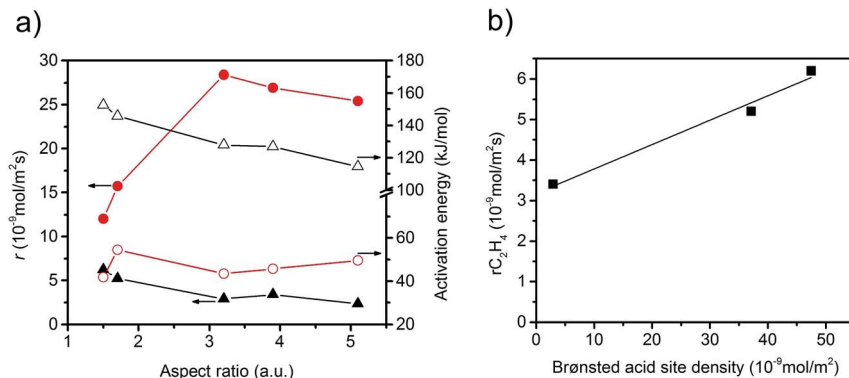 a)
30
25
20
15
10
5
0
r (10⁻⁹mol/m²s)
1 2 3 4 5
Aspect ratio (a.u.)
180
160
140
120
100
60
40
20
Activation energy (kJ/mol)
b)
6
5
4
3
2
1
0
rC₂H₄ (10⁻⁹mol/m²s)
0 10 20 30 40 50
Brønsted acid site density (10⁻⁹mol/m²)